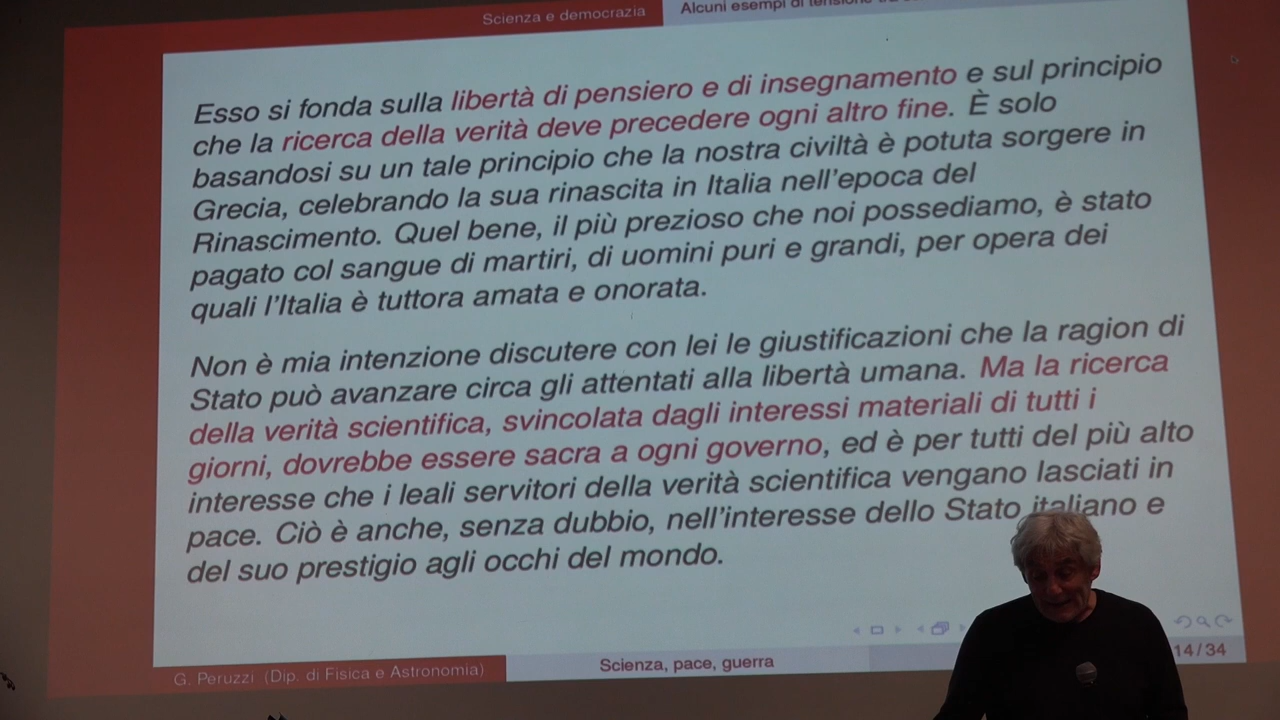 Scienza e democrazia
Alcuni esempi di tensione
Esso si fonda sulla libertà di pensiero e di insegnamento e sul principio
che la ricerca della verità deve precedere ogni altro fine. È solo
basandosi su un tale principio che la nostra civiltà è potuta sorgere in
Grecia, celebrando la sua rinascita in Italia nell'epoca del
Rinascimento. Quel bene, il più prezioso che noi possediamo, è stato
pagato col sangue di martiri, di uomini puri e grandi, per opera dei
quali l'Italia è tuttora amata e onorata.
Non è mia intenzione discutere con lei le giustificazioni che la ragion di
Stato può avanzare circa gli attentati alla libertà umana. Ma la ricerca
della verità scientifica, svincolata dagli interessi materiali di tutti i
giorni, dovrebbe essere sacra a ogni governo, ed è per tutti del più alto
interesse che i leali servitori della verità scientifica vengano lasciati in
pace. Ciò è anche, senza dubbio, nell'interesse dello Stato italiano e
del suo prestigio agli occhi del mondo.
G. Peruzzi (Dip. di Fisica e Astronomia)
Scienza, pace, guerra
14/34